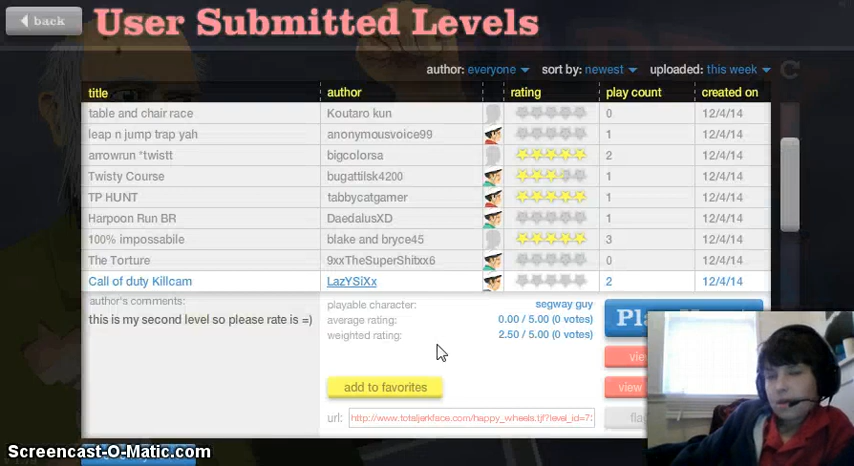 back
User Submitted Levels
author: everyone sort by: newest uploaded: this week
title author rating play count created on
table and chair race Koutaro kun 0 12/4/14
leap n jump trap yah anonymousvoice99 1 12/4/14
arrowrun *twistt bigcolorsa 2 12/4/14
Twisty Course bugattilsk4200 1 12/4/14
TP HUNT tabbycatgamer 1 12/4/14
Harpoon Run BR DaedalusXD 1 12/4/14
100% impossabile blake and bryce45 3 12/4/14
The Torture 9xxTheSuperShitxx6 0 12/4/14
Call of duty Killcam LazYSiXx 2 12/4/14
author's comments:
this is my second level so please rate is =)
playable character: segway guy
average rating: 0.00 / 5.00 (0 votes)
weighted rating: 2.50 / 5.00 (0 votes)
add to favorites
view
url: http://www.totaljerkface.com/happy_wheels.tjf?level_id=7
Screencast-O-Matic.com